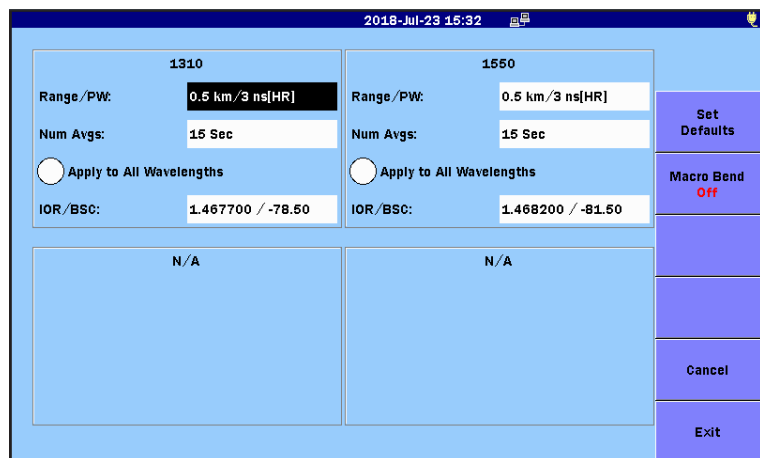 2018-Jul-23 15:32
1310
Range/PW: 0.5 km/3 ns[HR]
Num Avgs: 15 Sec
Apply to All Wavelengths
IOR/BSC: 1.467700 / -78.50
1550
Range/PW: 0.5 km/3 ns[HR]
Num Avgs: 15 Sec
Apply to All Wavelengths
IOR/BSC: 1.468200 / -81.50
N/A
N/A
Set
Defaults
Macro Bend
Off
Cancel
Exit